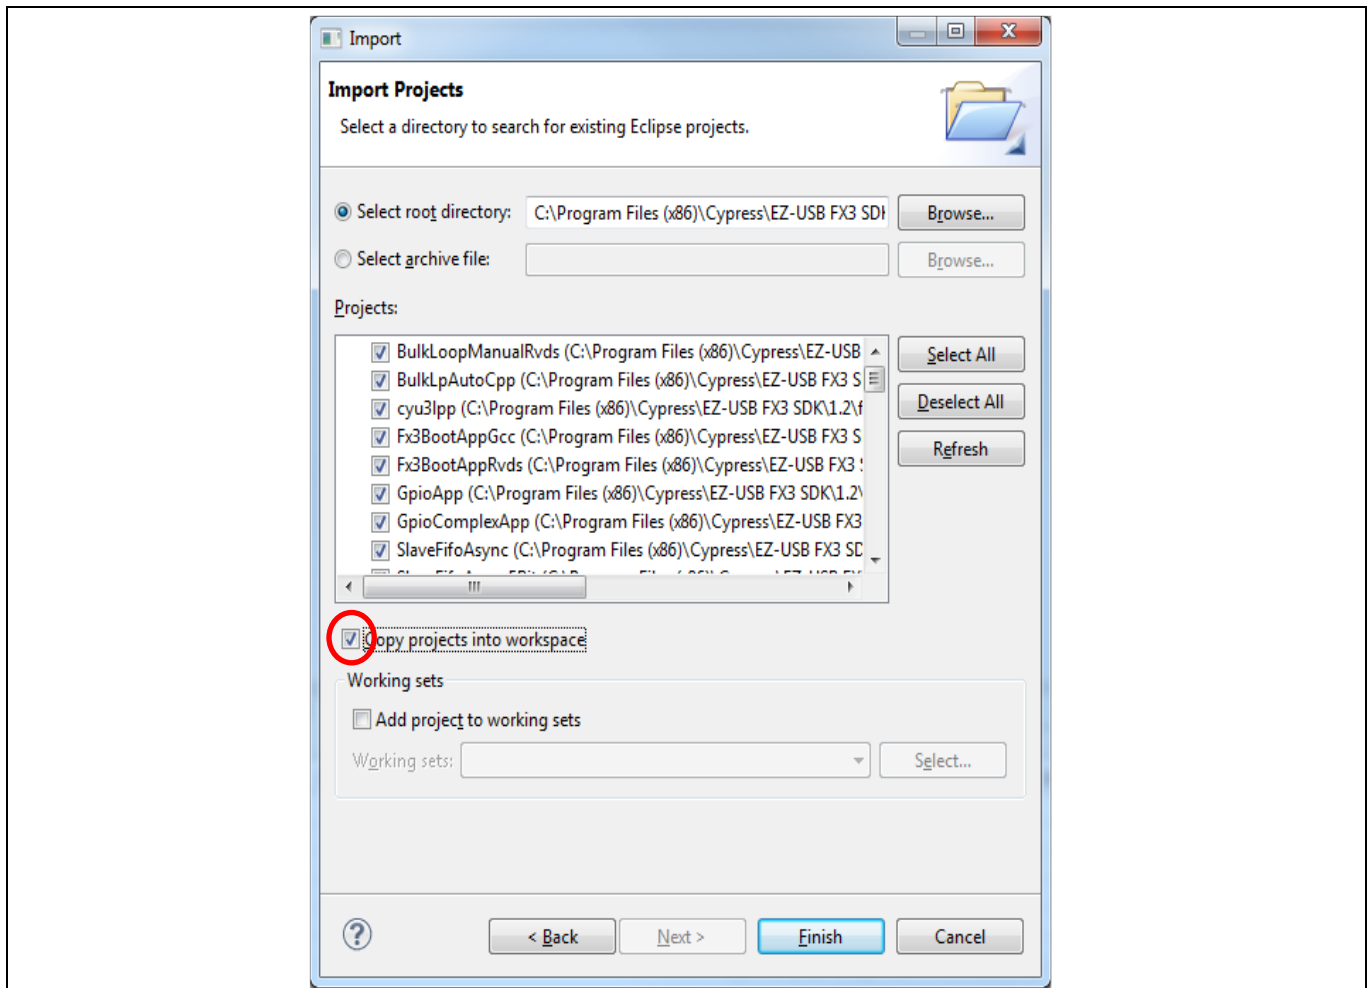 Import
Import Projects
Select a directory to search for existing Eclipse projects.
Select root directory: C:\Program Files (x86)\Cypress\EZ-USB FX3 SDK Browse...
Select archive file: Browse...
Projects:
BulkLoopManualRvds (C:\Program Files (x86)\Cypress\EZ-USB
BulkLpAutoCpp (C:\Program Files (x86)\Cypress\EZ-USB FX3 S
cyu3lpp (C:\Program Files (x86)\Cypress\EZ-USB FX3 SDK\1.2\f
Fx3BootAppGcc (C:\Program Files (x86)\Cypress\EZ-USB FX3 S
Fx3BootAppRvds (C:\Program Files (x86)\Cypress\EZ-USB FX3
GpioApp (C:\Program Files (x86)\Cypress\EZ-USB FX3 SDK\1.2\
GpioComplexApp (C:\Program Files (x86)\Cypress\EZ-USB FX3
SlaveFifoAsync (C:\Program Files (x86)\Cypress\EZ-USB FX3 SD
Select All
Deselect All
Refresh
Copy projects into workspace
Working sets
Add project to working sets
Working sets: Select...
< Back Next > Finish Cancel